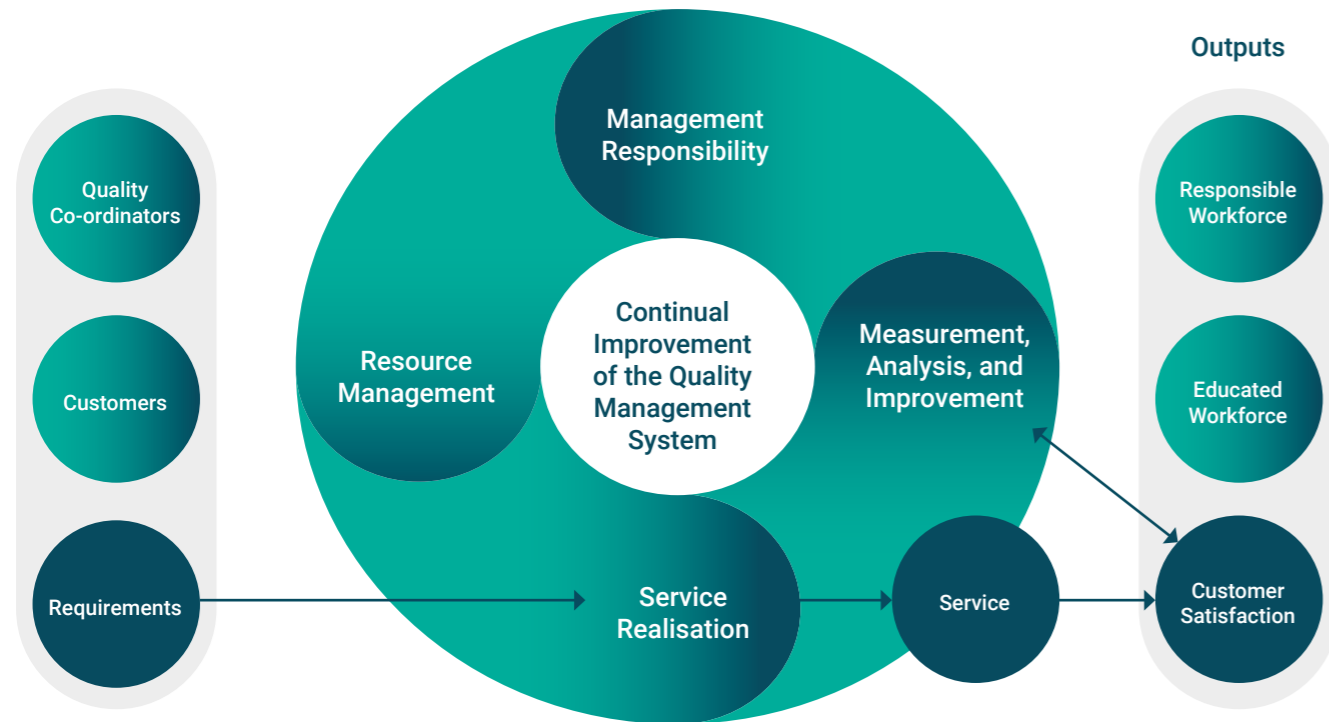 Outputs
Quality
Co-ordinators
Customers
Requirements
Management
Responsibility
Resource
Management
Continual
Improvement
of the Quality
Management
System
Measurement,
Analysis, and
Improvement
Service
Realisation
Service
Responsible
Workforce
Educated
Workforce
Customer
Satisfaction